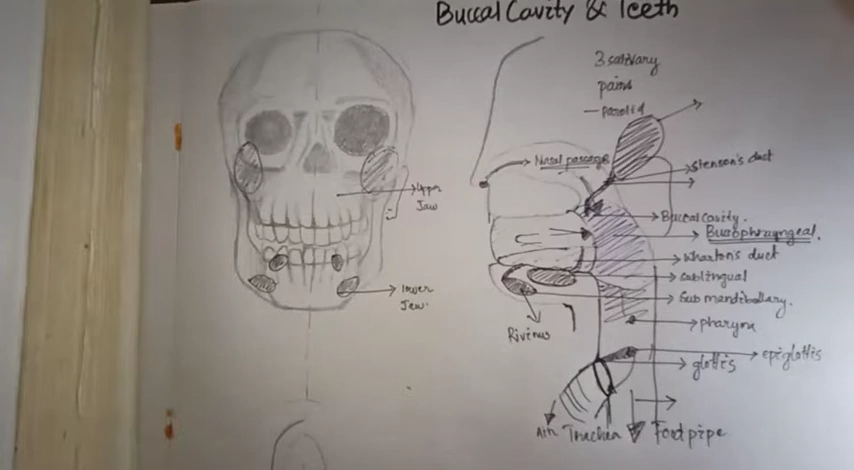 Buccal Cavity & Teeth
3 salivary
pairs
— Parotid
Nasal passage
Stenson's duct
Upper
Jaw
Buccal cavity.
Buccopharyngeal.
Wharton's duct
Sublingual
Lower
Jaw.
Sub mandibullary.
Rivinus
pharynx
epiglottis
glottis
Air Trachea
Food pipe